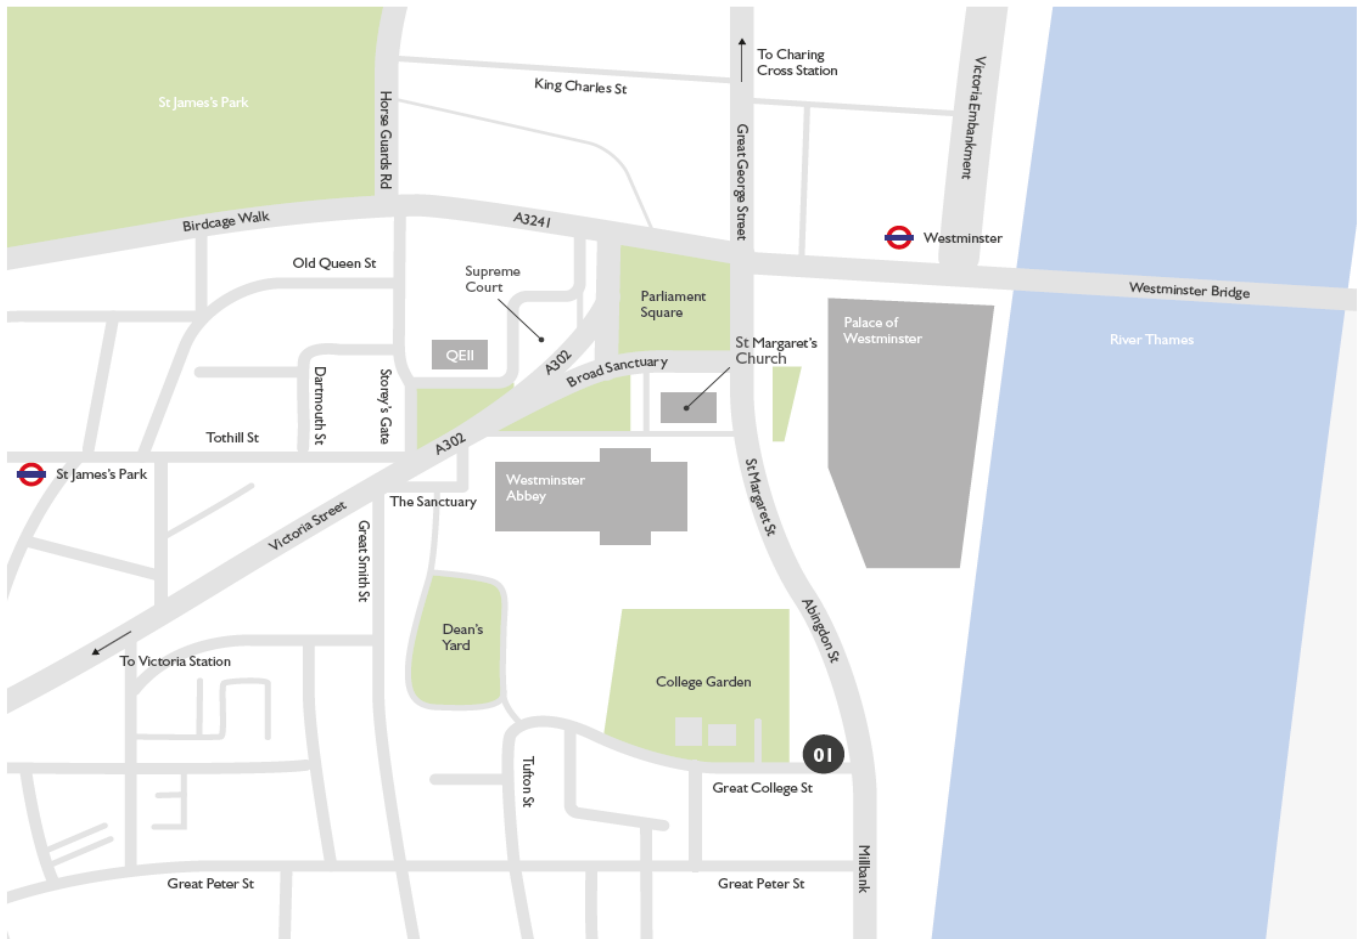 To Charing
Cross Station
St James's Park
King Charles St
Horse Guards Rd
Great George Street
Victoria Embankment
Birdcage Walk
A3241
Westminster
Old Queen St
Supreme
Court
Parliament
Square
Westminster Bridge
Palace of
Westminster
River Thames
St Margaret's
Church
QEII
A302
Broad Sanctuary
Dartmouth St
Storey's Gate
Tothill St
A302
St James's Park
Westminster
Abbey
The Sanctuary
St Margaret St
Victoria Street
Great Smith St
Dean's
Yard
Abingdon St
To Victoria Station
College Garden
01
Tufton St
Great College St
Millbank
Great Peter St
Great Peter St